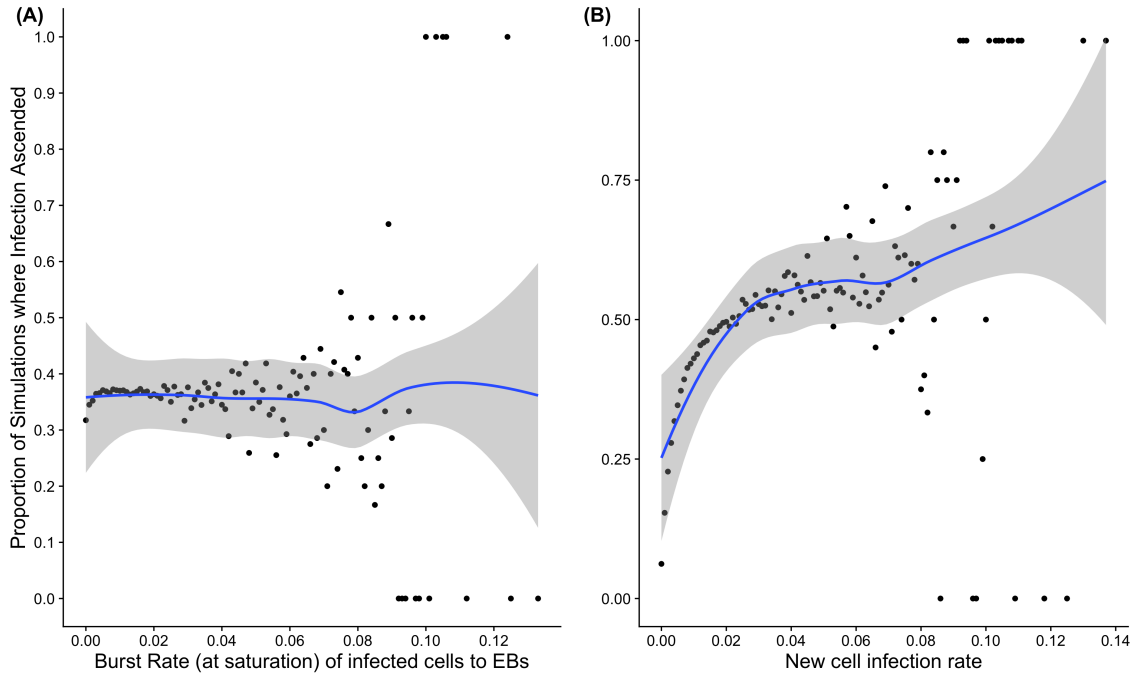 (A)
Proportion of Simulations where Infection Ascended
1.0
0.9
0.8
0.7
0.6
0.5
0.4
0.3
0.2
0.1
0.0
0.00 0.02 0.04 0.06 0.08 0.10 0.12
Burst Rate (at saturation) of infected cells to EBs
(B)
1.00
0.75
0.50
0.25
0.00
0.00 0.02 0.04 0.06 0.08 0.10 0.12 0.14
New cell infection rate